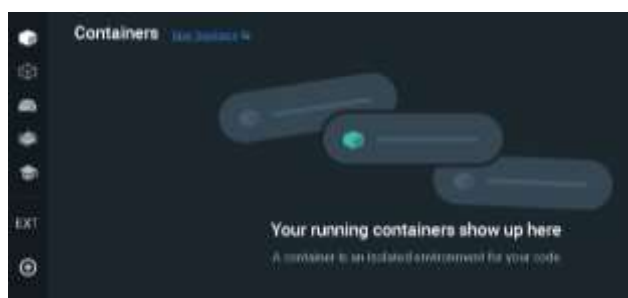 Containers
Your running containers show up here
A container is an isolated environment for your code
EXT